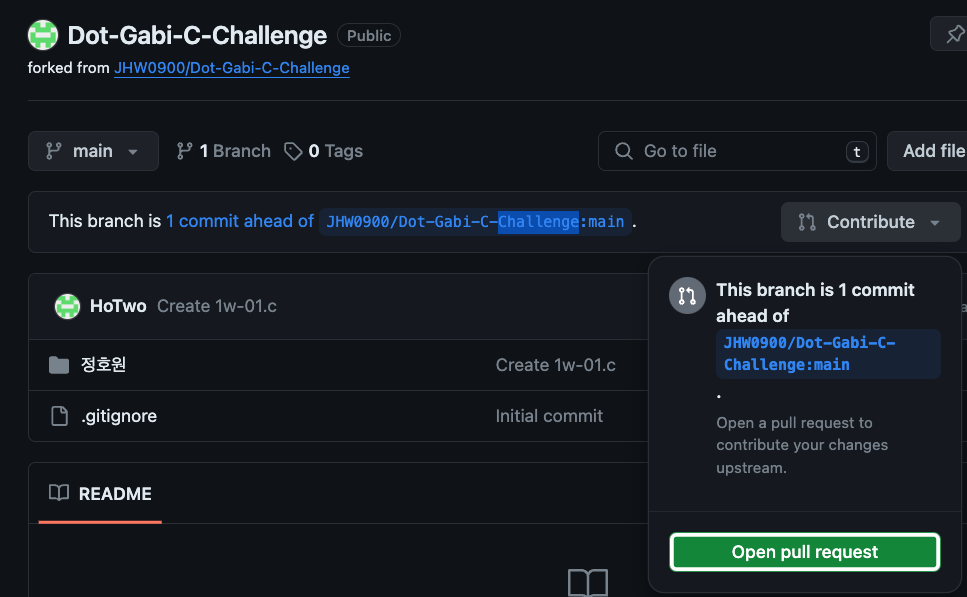 Dot-Gabi-C-Challenge Public
forked from JHW0900/Dot-Gabi-C-Challenge
main 1 Branch 0 Tags Go to file t Add file
This branch is 1 commit ahead of JHW0900/Dot-Gabi-C-Challenge:main . Contribute
HoTwo Create 1w-01.c
정호원 Create 1w-01.c
.gitignore Initial commit
README
This branch is 1 commit
ahead of
JHW0900/Dot-Gabi-C-
Challenge:main
.
Open a pull request to
contribute your changes
upstream.
Open pull request